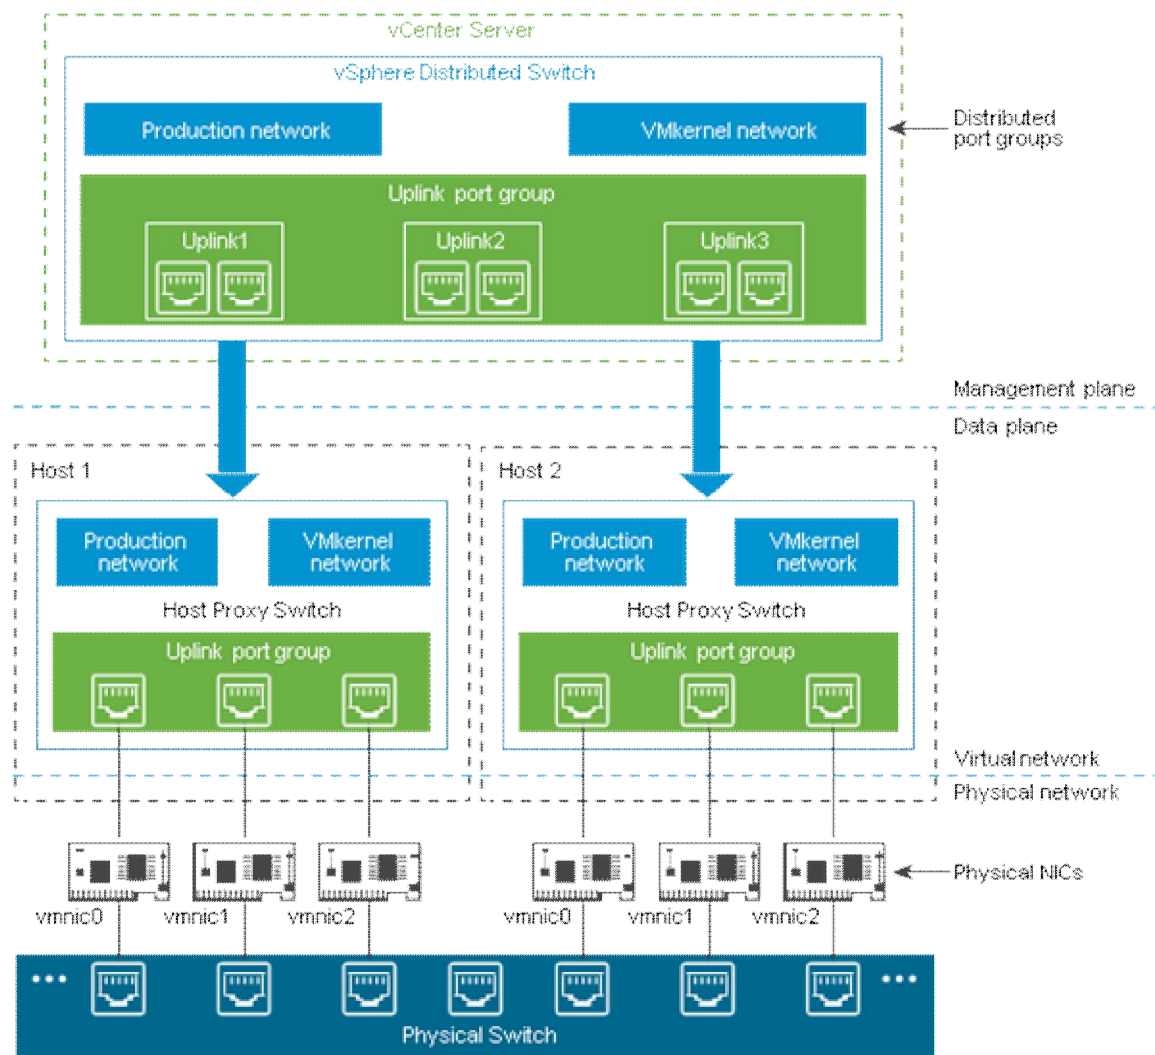 vCenter Server
vSphere Distributed Switch
Production network
VMkernel network
Distributed
port groups
Uplink port group
Uplink1
Uplink2
Uplink3
Management plane
Data plane
Host 1
Production
network
VMkernel
network
Host Proxy Switch
Uplink port group
Host 2
Production
network
VMkernel
network
Host Proxy Switch
Uplink port group
Virtual network
Physical network
Physical NICs
vmnic0
vmnic1
vmnic2
vmnic0
vmnic1
vmnic2
Physical Switch